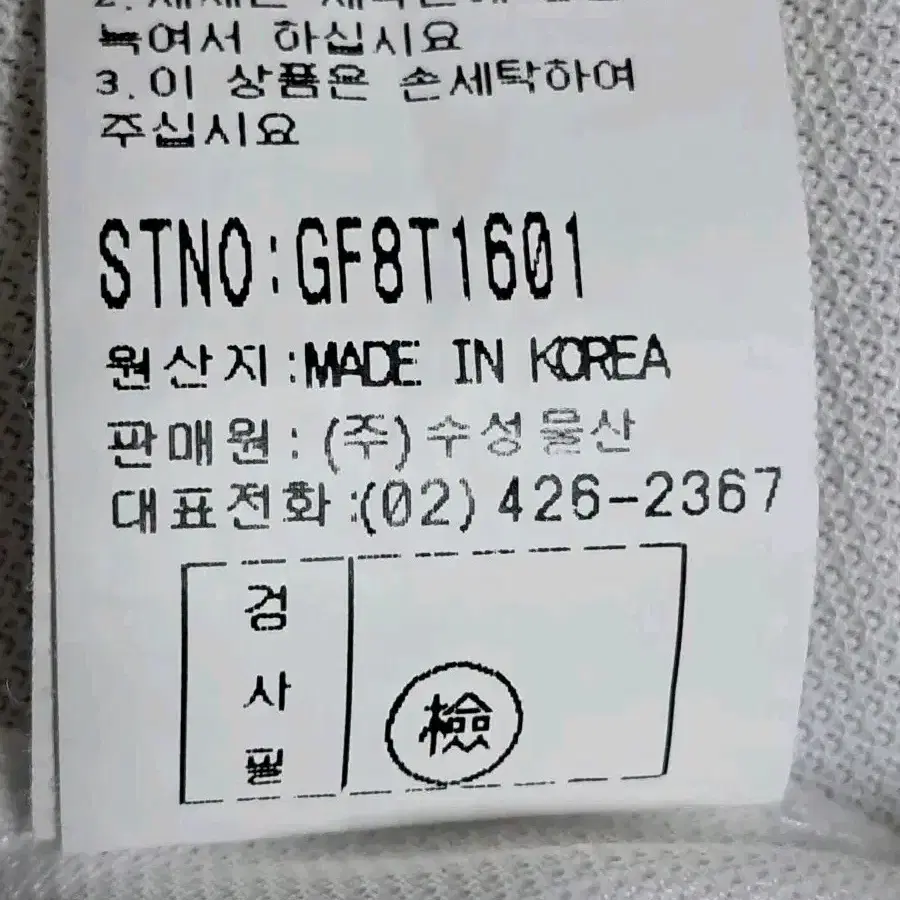 녹여서 하십시요
3.이 상품은 손세탁하여
주십시요
STNO:GF8T1601
원산지:MADE IN KOREA
판매원:(주)수성물산
대표전화:(02)426-2367
검사필
檢